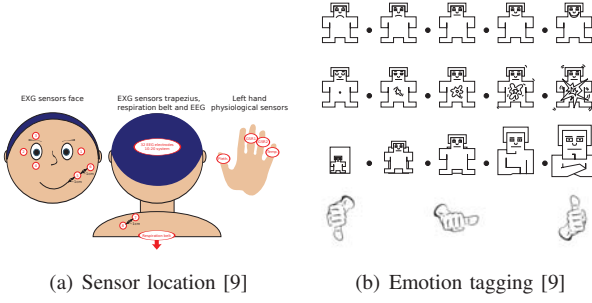 EXG sensors face
EXG sensors trapezius,
respiration belt and EEG
Left hand
physiological sensors
32 EEG electrodes
10-20 system
Respiration belt
(a) Sensor location [9]
(b) Emotion tagging [9]